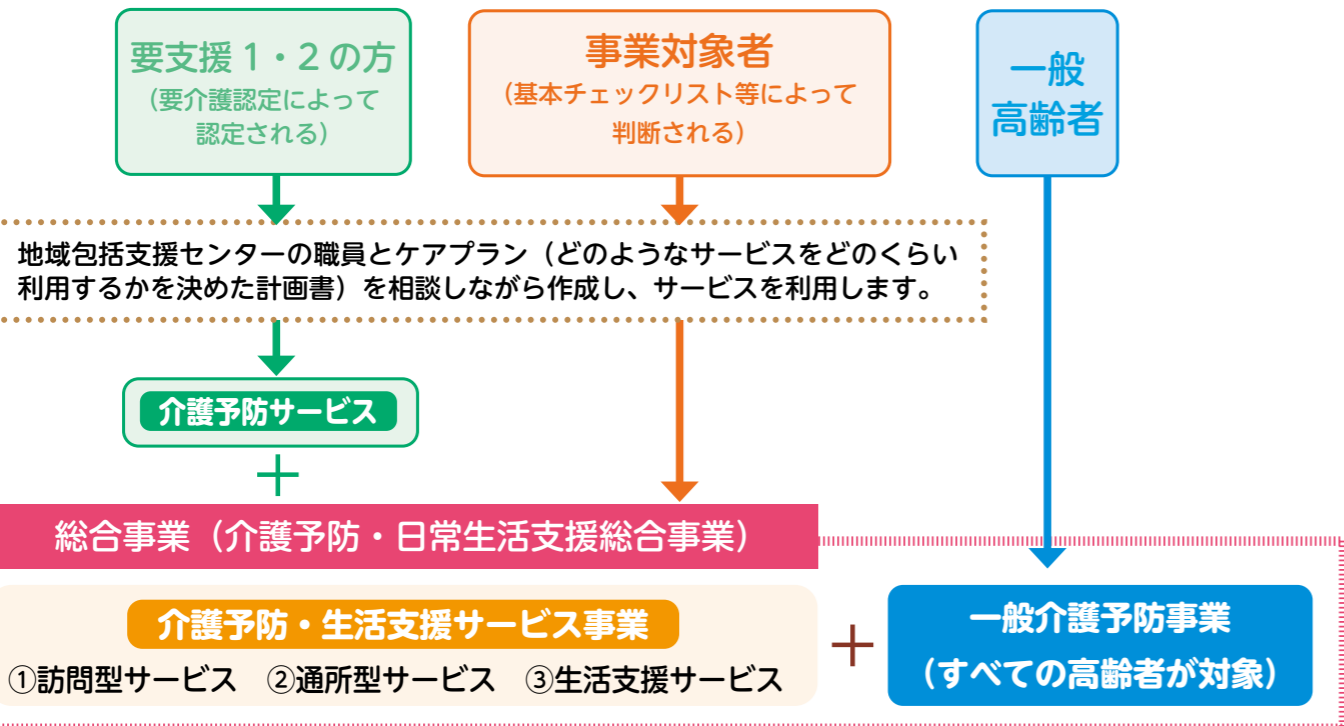 要支援1・2の方
(要介護認定によって
認定される)
事業対象者
(基本チェックリスト等によって
判断される)
一般
高齢者
地域包括支援センターの職員とケアプラン(どのようなサービスをどのくらい
利用するかを決めた計画書)を相談しながら作成し、サービスを利用します。
介護予防サービス
+
総合事業(介護予防・日常生活支援総合事業)
介護予防・生活支援サービス事業
①訪問型サービス ②通所型サービス ③生活支援サービス
+
一般介護予防事業
(すべての高齢者が対象)